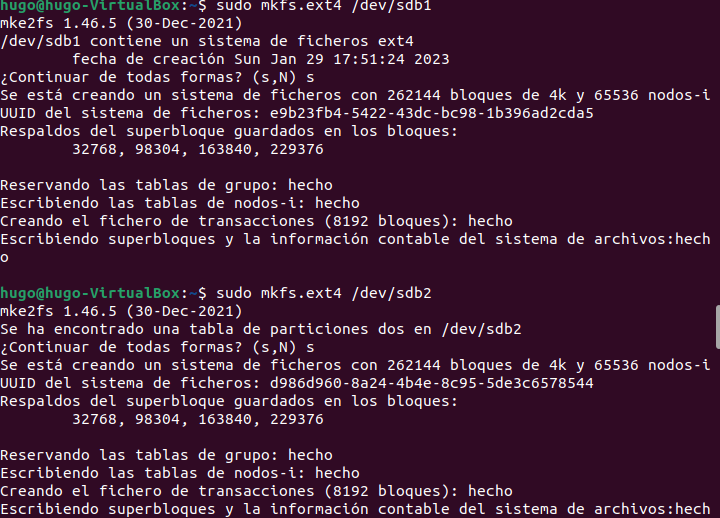 hugo@hugo-VirtualBox:~$ sudo mkfs.ext4 /dev/sdb1
mke2fs 1.46.5 (30-Dec-2021)
/dev/sdb1 contiene un sistema de ficheros ext4
        fecha de creación Sun Jan 29 17:51:24 2023
¿Continuar de todas formas? (s,N) s
Se está creando un sistema de ficheros con 262144 bloques de 4k y 65536 nodos-i
UUID del sistema de ficheros: e9b23fb4-5422-43dc-bc98-1b396ad2cda5
Respaldos del superbloque guardados en los bloques:
        32768, 98304, 163840, 229376

Reservando las tablas de grupo: hecho
Escribiendo las tablas de nodos-i: hecho
Creando el fichero de transacciones (8192 bloques): hecho
Escribiendo superbloques y la información contable del sistema de archivos:hech
o

hugo@hugo-VirtualBox:~$ sudo mkfs.ext4 /dev/sdb2
mke2fs 1.46.5 (30-Dec-2021)
Se ha encontrado una tabla de particiones dos en /dev/sdb2
¿Continuar de todas formas? (s,N) s
Se está creando un sistema de ficheros con 262144 bloques de 4k y 65536 nodos-i
UUID del sistema de ficheros: d986d960-8a24-4b4e-8c95-5de3c6578544
Respaldos del superbloque guardados en los bloques:
        32768, 98304, 163840, 229376

Reservando las tablas de grupo: hecho
Escribiendo las tablas de nodos-i: hecho
Creando el fichero de transacciones (8192 bloques): hecho
Escribiendo superbloques y la información contable del sistema de archivos:hech